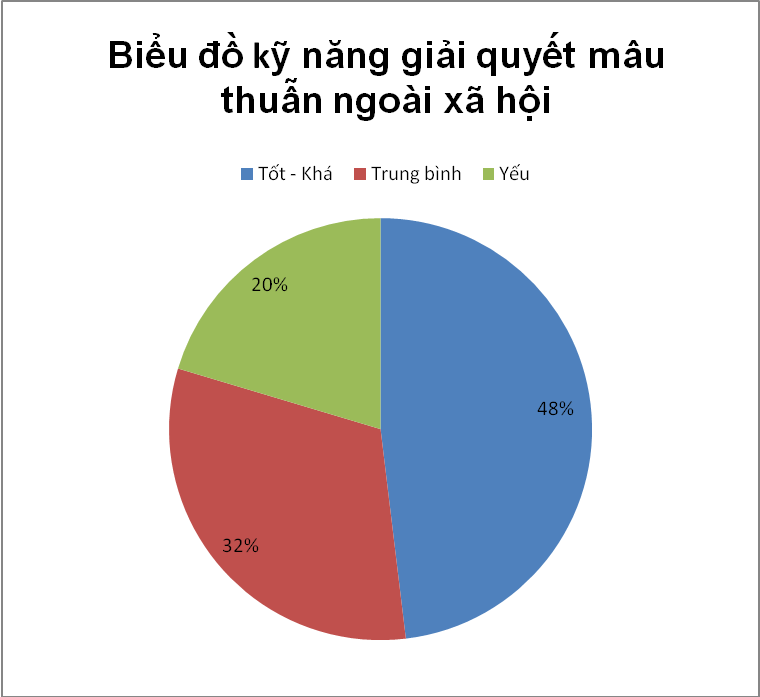 Biểu đồ kỹ năng giải quyết mâu
thuẫn ngoài xã hội
Tốt - Khá Trung bình Yếu
20%
48%
32%